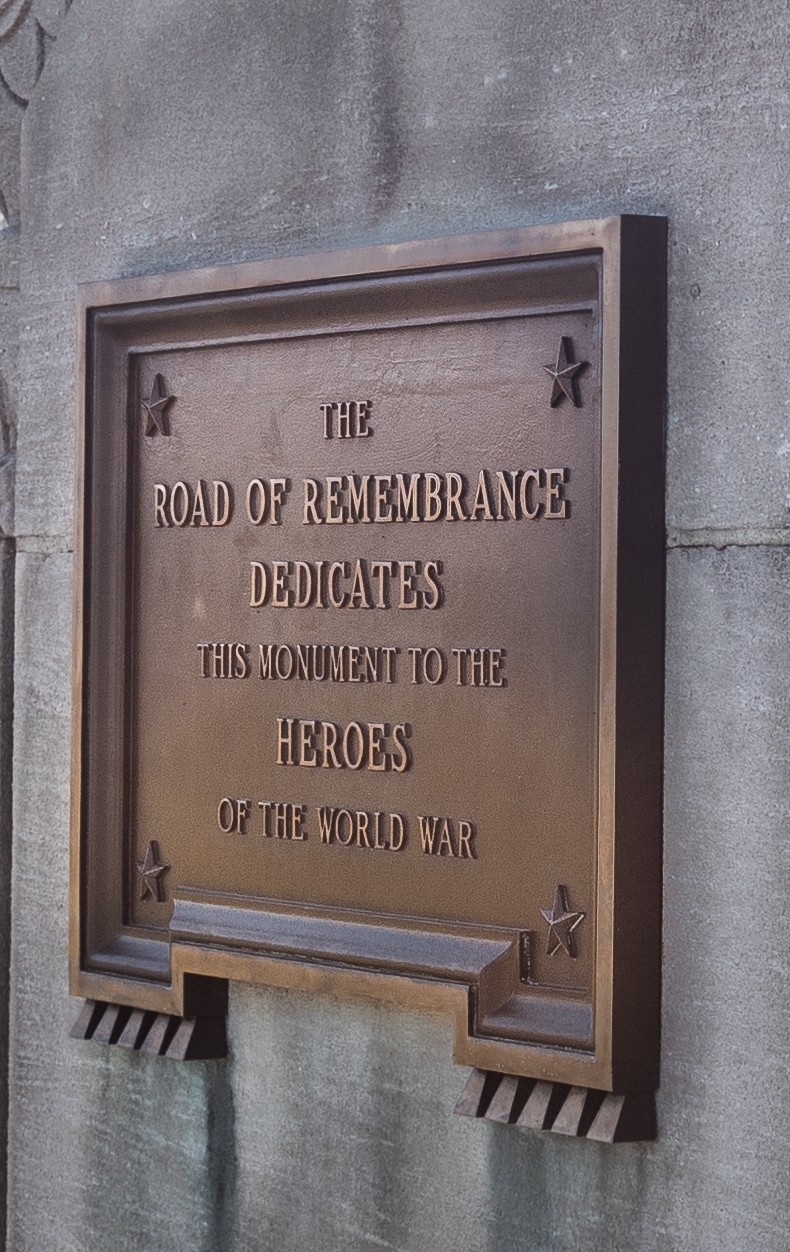 THE
ROAD OF REMEMBRANCE
DEDICATES
THIS MONUMENT TO THE
HEROES
OF THE WORLD WAR